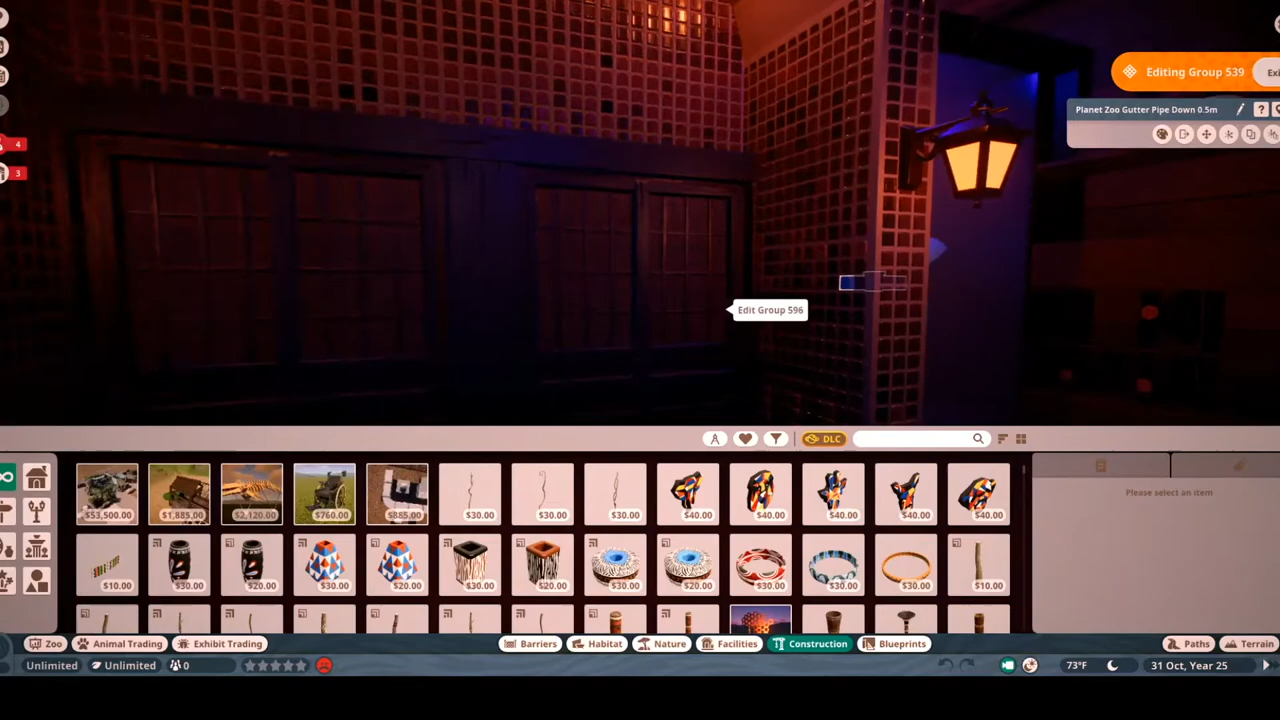 Editing Group 539
Exi
Planet Zoo Gutter Pipe Down 0.5m
?
4
3
Edit Group 596
DLC
$53,500.00 $1,885.00 $2,120.00 $760.00 $885.00 $30.00 $30.00 $30.00 $40.00 $40.00 $40.00 $40.00 $40.00
Please select an item
$10.00 $30.00 $20.00 $30.00 $20.00 $30.00 $20.00 $30.00 $20.00 $30.00 $30.00 $30.00 $10.00
Zoo Animal Trading Exhibit Trading Barriers Habitat Nature Facilities Construction Blueprints Paths Terrain
Unlimited Unlimited 0 73°F 31 Oct, Year 25